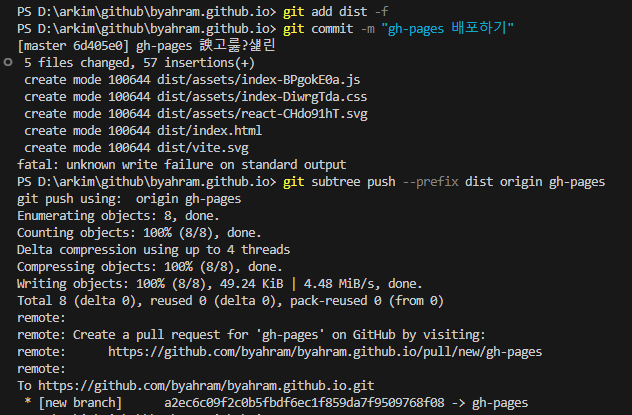 PS D:\arkim\github\byahram.github.io> git add dist -f
PS D:\arkim\github\byahram.github.io> git commit -m "gh-pages 배포하기"
[master 6d405e0] gh-pages 諛고룷?섍린
5 files changed, 57 insertions(+)
create mode 100644 dist/assets/index-BPgokE0a.js
create mode 100644 dist/assets/index-DiwrgTda.css
create mode 100644 dist/assets/react-CHdo91hT.svg
create mode 100644 dist/index.html
create mode 100644 dist/vite.svg
fatal: unknown write failure on standard output
PS D:\arkim\github\byahram.github.io> git subtree push --prefix dist origin gh-pages
git push using:  origin gh-pages
Enumerating objects: 8, done.
Counting objects: 100% (8/8), done.
Delta compression using up to 4 threads
Compressing objects: 100% (8/8), done.
Writing objects: 100% (8/8), 49.24 KiB | 4.48 MiB/s, done.
Total 8 (delta 0), reused 0 (delta 0), pack-reused 0 (from 0)
remote:
remote: Create a pull request for 'gh-pages' on GitHub by visiting:
remote:      https://github.com/byahram/byahram.github.io/pull/new/gh-pages
remote:
To https://github.com/byahram/byahram.github.io.git
* [new branch]      a2ec6c09f2c0b5fbdf6ec1f859da7f9509768f08 -> gh-pages